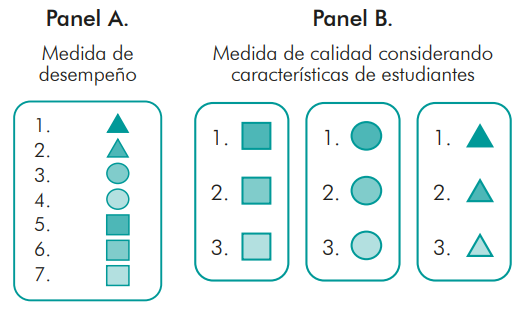 Panel A.
Medida de
desempeño
1.
2.
3.
4.
5.
6.
7.
Panel B.
Medida de calidad considerando
características de estudiantes
1.
2.
3.
1.
2.
3.
1.
2.
3.